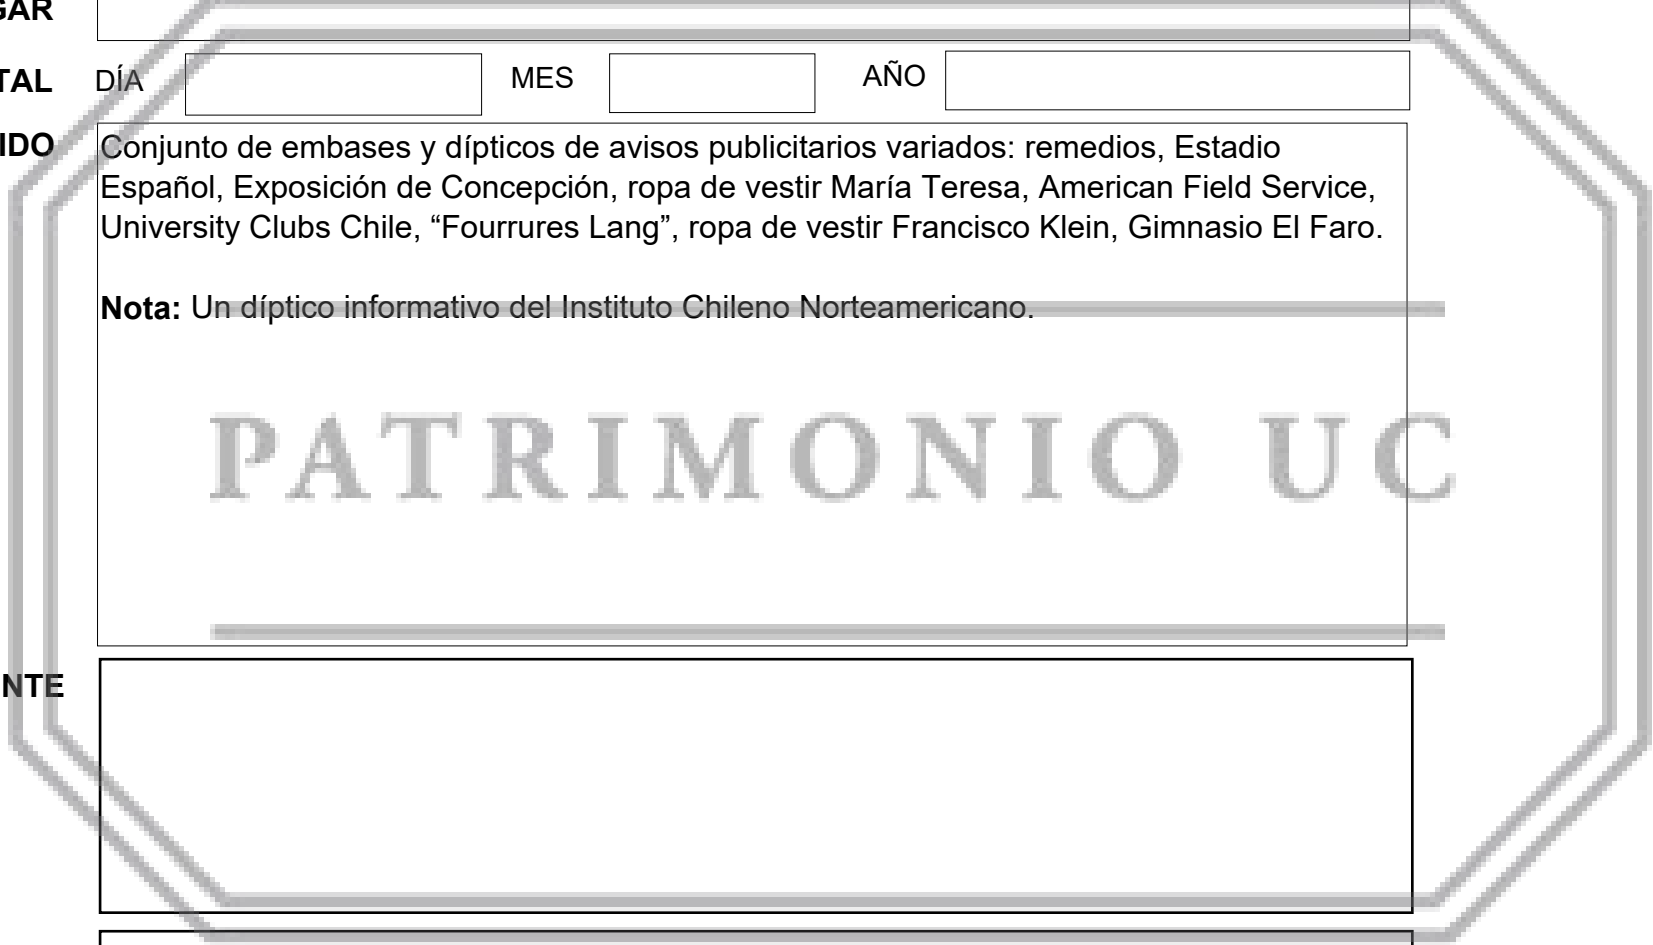 GAR
TAL DÍA MES AÑO
IDO Conjunto de embases y dípticos de avisos publicitarios variados: remedios, Estadio
Español, Exposición de Concepción, ropa de vestir María Teresa, American Field Service,
University Clubs Chile, “Fourrures Lang”, ropa de vestir Francisco Klein, Gimnasio El Faro.
Nota: Un díptico informativo del Instituto Chileno Norteamericano.
PATRIMONIO UC
NTE